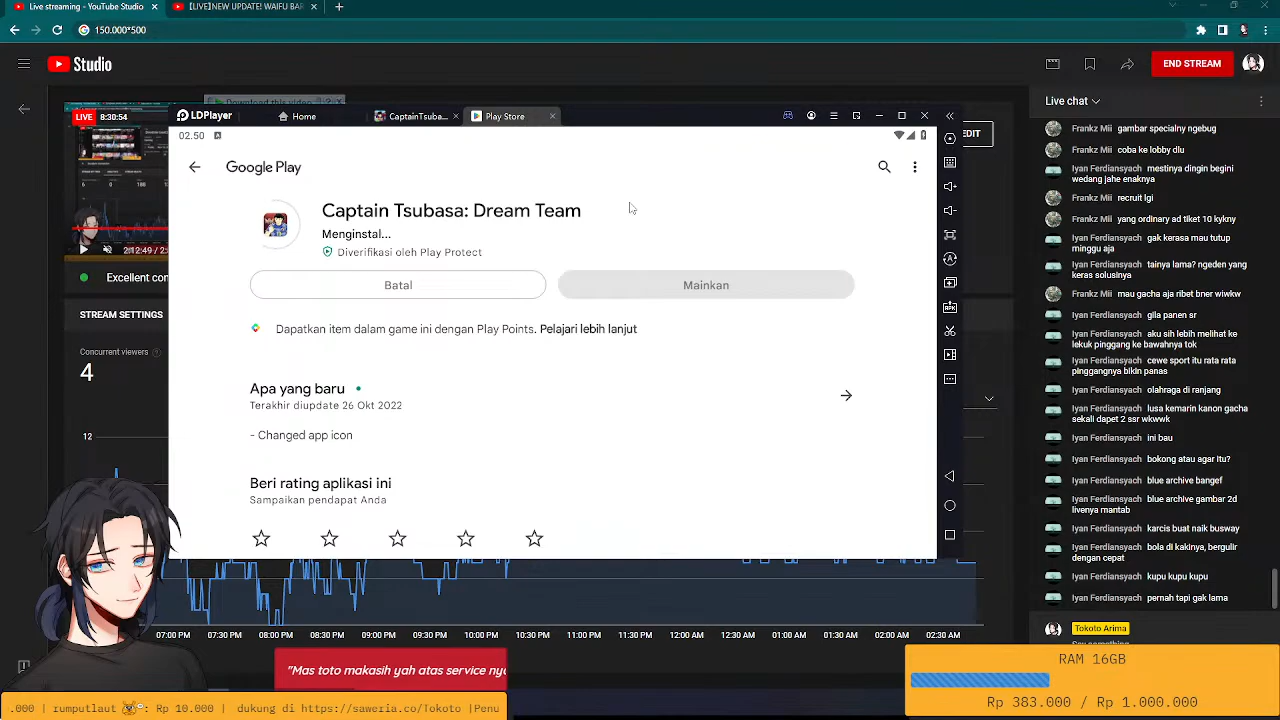 Live streaming - YouTube Studio
【LIVE】NEW UPDATE! WAIFU BAR
150.000*500
Studio
END STREAM
LIVE 8:30:54
LDPlayer
Home
CaptainTsuba...
Play Store
02.50
Google Play
Captain Tsubasa: Dream Team
Menginstal...
Diverifikasi oleh Play Protect
Batal
Mainkan
Dapatkan item dalam game ini dengan Play Points. Pelajari lebih lanjut
Apa yang baru
Terakhir diupdate 26 Okt 2022
- Changed app icon
Beri rating aplikasi ini
Sampaikan pendapat Anda
EDIT
2:12:49
Excellent con
STREAM SETTINGS
Concurrent viewers
4
12
07:00 PM
07:30 PM
08:30 PM
09:00 PM
09:30 PM
10:00 PM
10:30 PM
11:00 PM
11:30 PM
12:00 AM
12:30 AM
01:00 AM
01:30 AM
02:00 AM
02:30 AM
Live chat
Frankz Mii gambar specialny ngebug
Frankz Mii coba ke lobby dlu
Iyan Ferdiansyach mestinya dingin begini
wedang jahe enaknya
Frankz Mii recruit lgi
Frankz Mii yang ordinary ad tiket 10 kykny
Iyan Ferdiansyach gak kerasa mau tutup
minggu aja
Iyan Ferdiansyach tainya lama? ngeden yang
keras soluslnya
Frankz Mii mau gacha aja ribet bner wiwkw
Iyan Ferdiansyach gila panen sr
Iyan Ferdiansyach aku sih lebih melihat ke
lekuk pinggang ke bawahnya tok
Iyan Ferdiansyach cewe sport itu rata rata
pinggangnya bikin panas
Iyan Ferdiansyach olahraga di ranjang
Iyan Ferdiansyach lusa kemarin kanon gacha
sekali dapet 2 ssr wkwwk
Iyan Ferdiansyach ini bau
Iyan Ferdiansyach bokong atau agar itu?
Iyan Ferdiansyach blue archive bangef
Iyan Ferdiansyach blue archive gambar 2d
livenya mantab
Iyan Ferdiansyach karcis buat naik busway
Iyan Ferdiansyach bola di kakinya, bergulir
dengan cepat
Iyan Ferdiansyach kupu kupu kupu
Iyan Ferdiansyach pernah tapi gak lama
Tokoto Arima
"Mas toto makasih yah atas service ny
.000 | rumputlaut : Rp 10.000 | dukung di https://saweria.co/Tokoto |Penu
RAM 16GB
Rp 383.000 / Rp 1.000.000